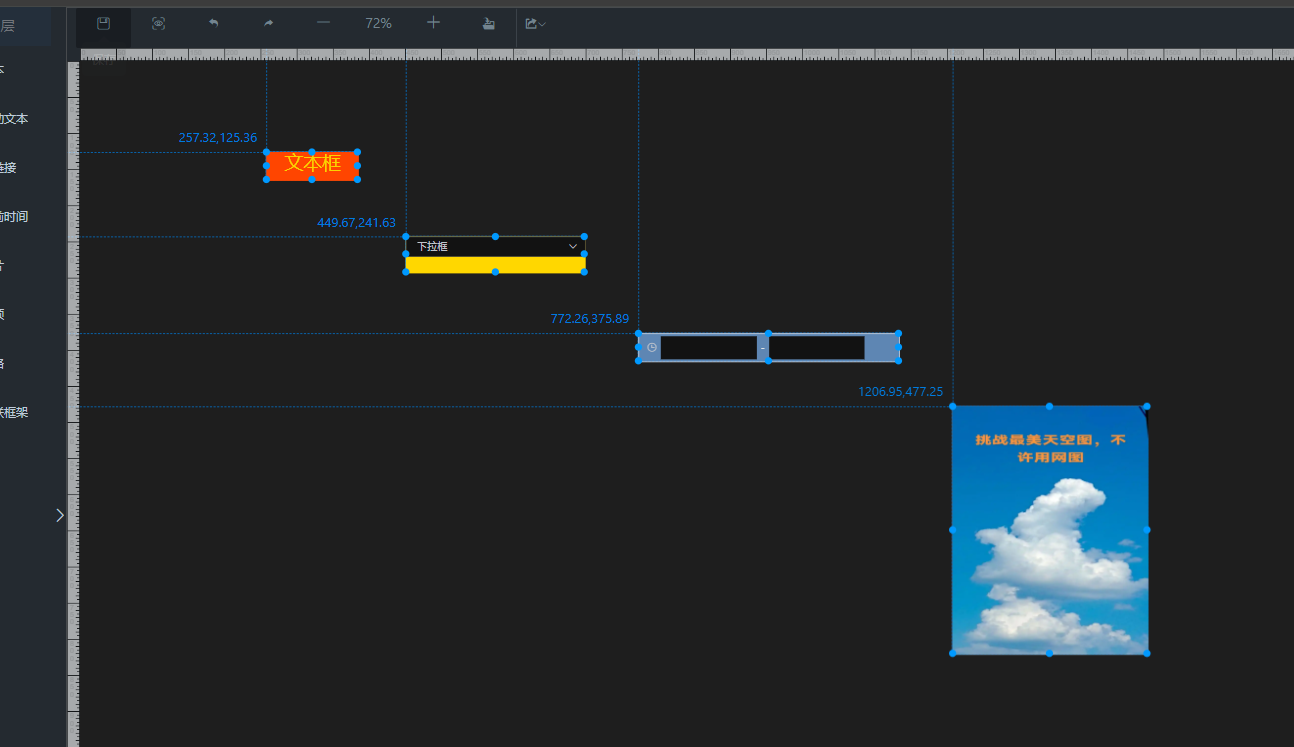 层
72%
本
动文本
链接
前时间
片
频
格
联框架
257.32,125.36
文本框
449.67,241.63
下拉框
772.26,375.89
-
1206.95,477.25
挑战最美天空图，不
许用网图